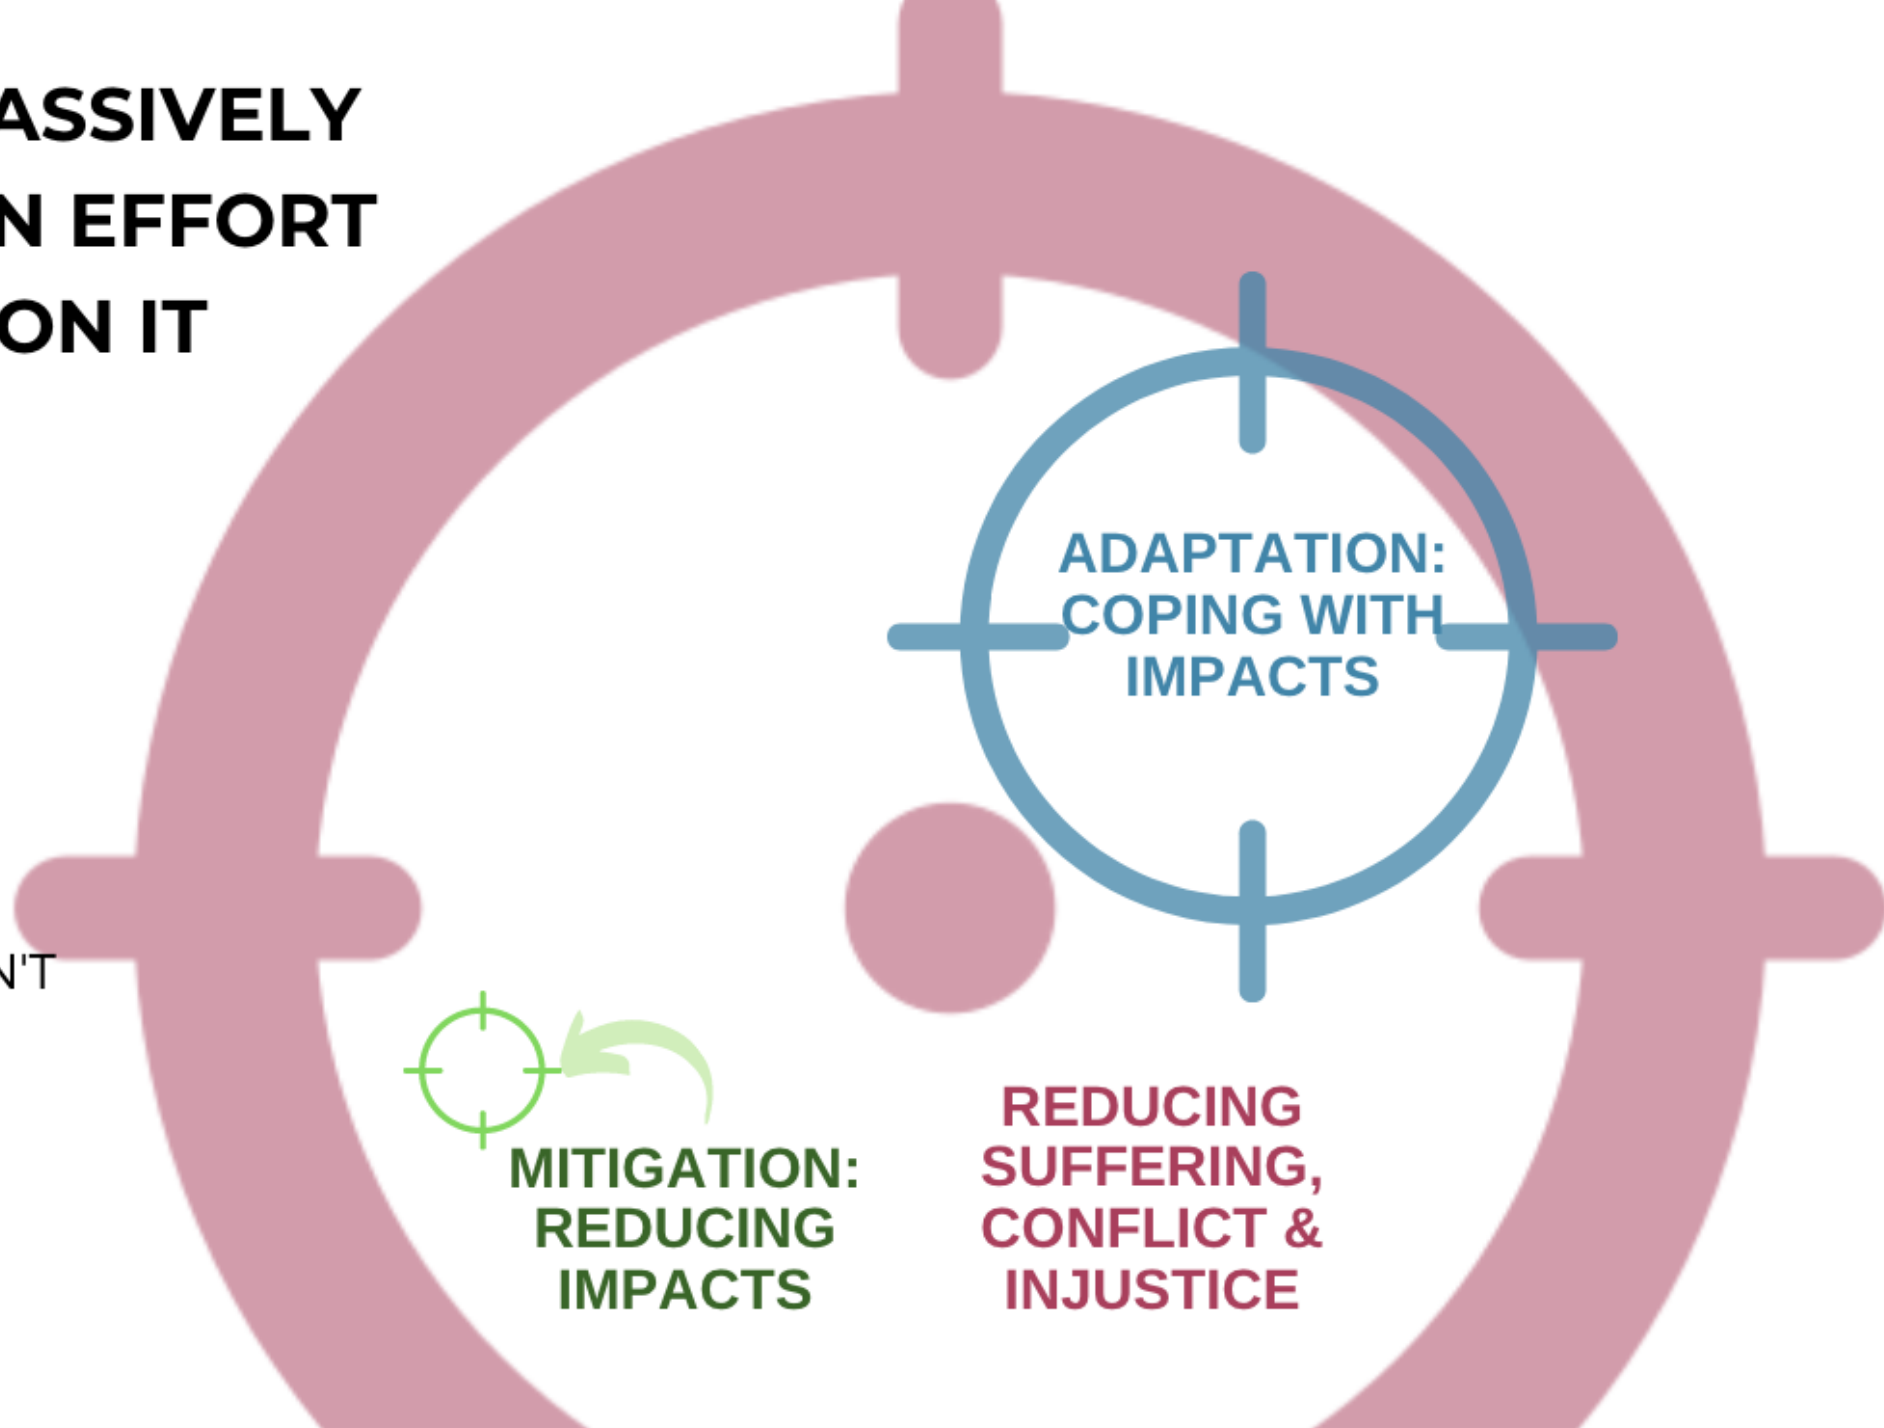 ASSIVELY
N EFFORT
ON IT
ADAPTATION:
COPING WITH
IMPACTS
N'T
MITIGATION:
REDUCING
IMPACTS
REDUCING
SUFFERING,
CONFLICT &
INJUSTICE